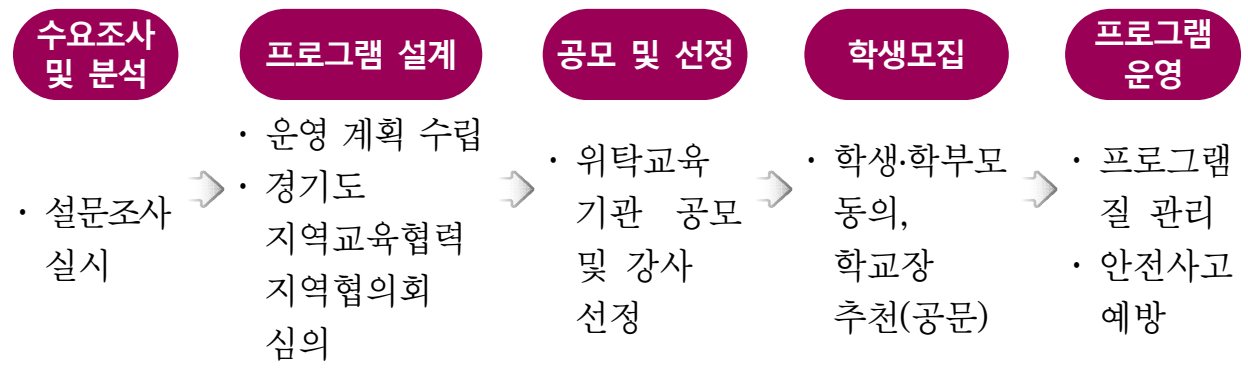 수요조사
및 분석
프로그램 설계
공모 및 선정
학생모집
프로그램
운영
· 설문조사
실시
· 운영 계획 수립
· 경기도
지역교육협력
지역협의회
심의
· 위탁교육
기관 공모
및 강사
선정
· 학생·학부모
동의,
학교장
추천(공문)
· 프로그램
질 관리
· 안전사고
예방